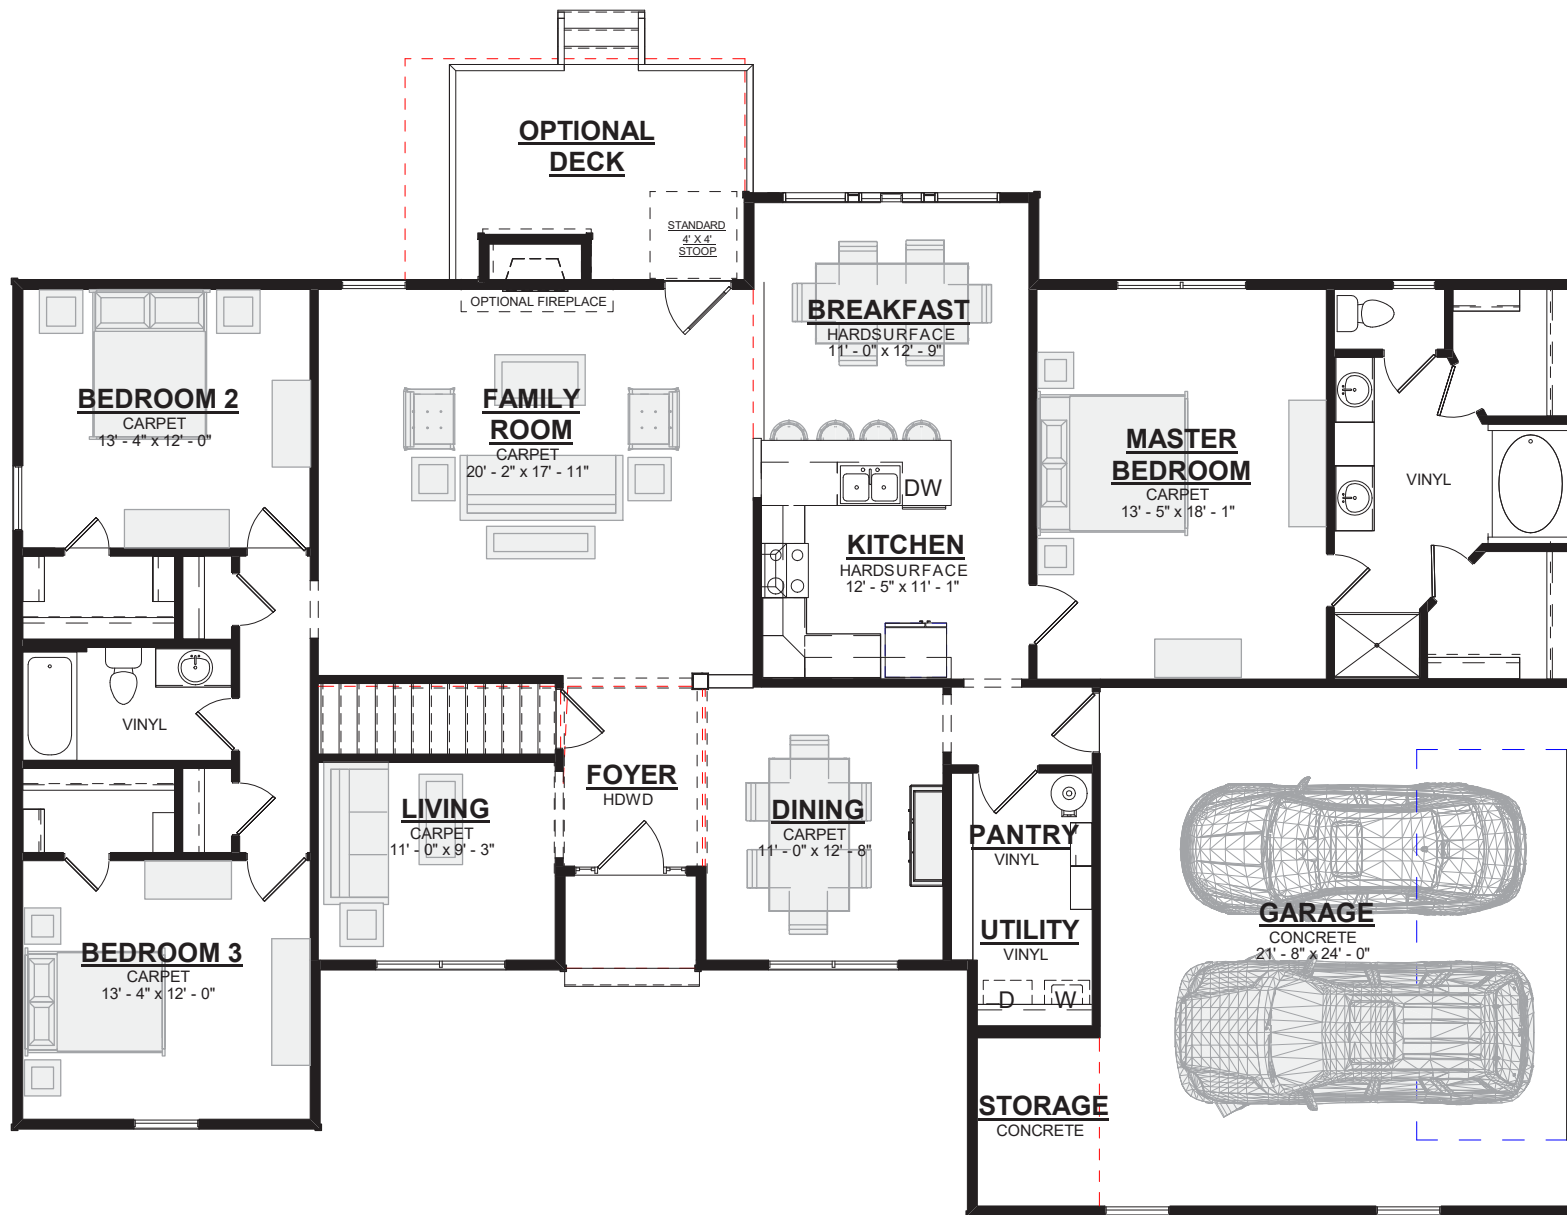 OPTIONAL
DECK
STANDARD
4' X 4'
STOOP
OPTIONAL FIREPLACE
BREAKFAST
HARDSURFACE
11' - 0" x 12' - 9"
BEDROOM 2
CARPET
13' - 4" x 12' - 0"
FAMILY
ROOM
CARPET
20' - 2" x 17' - 11"
MASTER
BEDROOM
CARPET
13' - 5" x 18' - 1"
VINYL
DW
KITCHEN
HARDSURFACE
12' - 5" x 11' - 1"
VINYL
FOYER
HDWD
LIVING
CARPET
11' - 0" x 9' - 3"
DINING
CARPET
11' - 0" x 12' - 8"
PANTRY
VINYL
UTILITY
VINYL
D
W
GARAGE
CONCRETE
21' - 8" x 24' - 0"
BEDROOM 3
CARPET
13' - 4" x 12' - 0"
STORAGE
CONCRETE